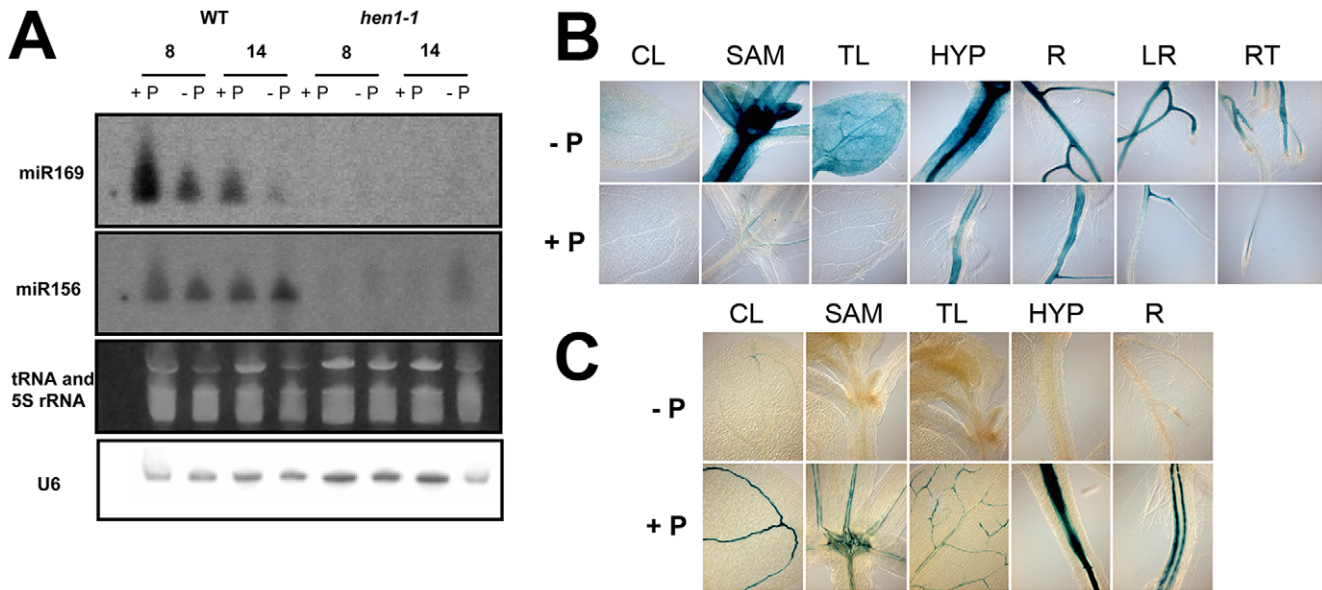 A
WT hen1-1
8 14 8 14
+ P - P + P - P + P - P + P - P
miR169
miR156
tRNA and
5S rRNA
U6
B
CL SAM TL HYP R LR RT
- P
+ P
C
CL SAM TL HYP R
- P
+ P